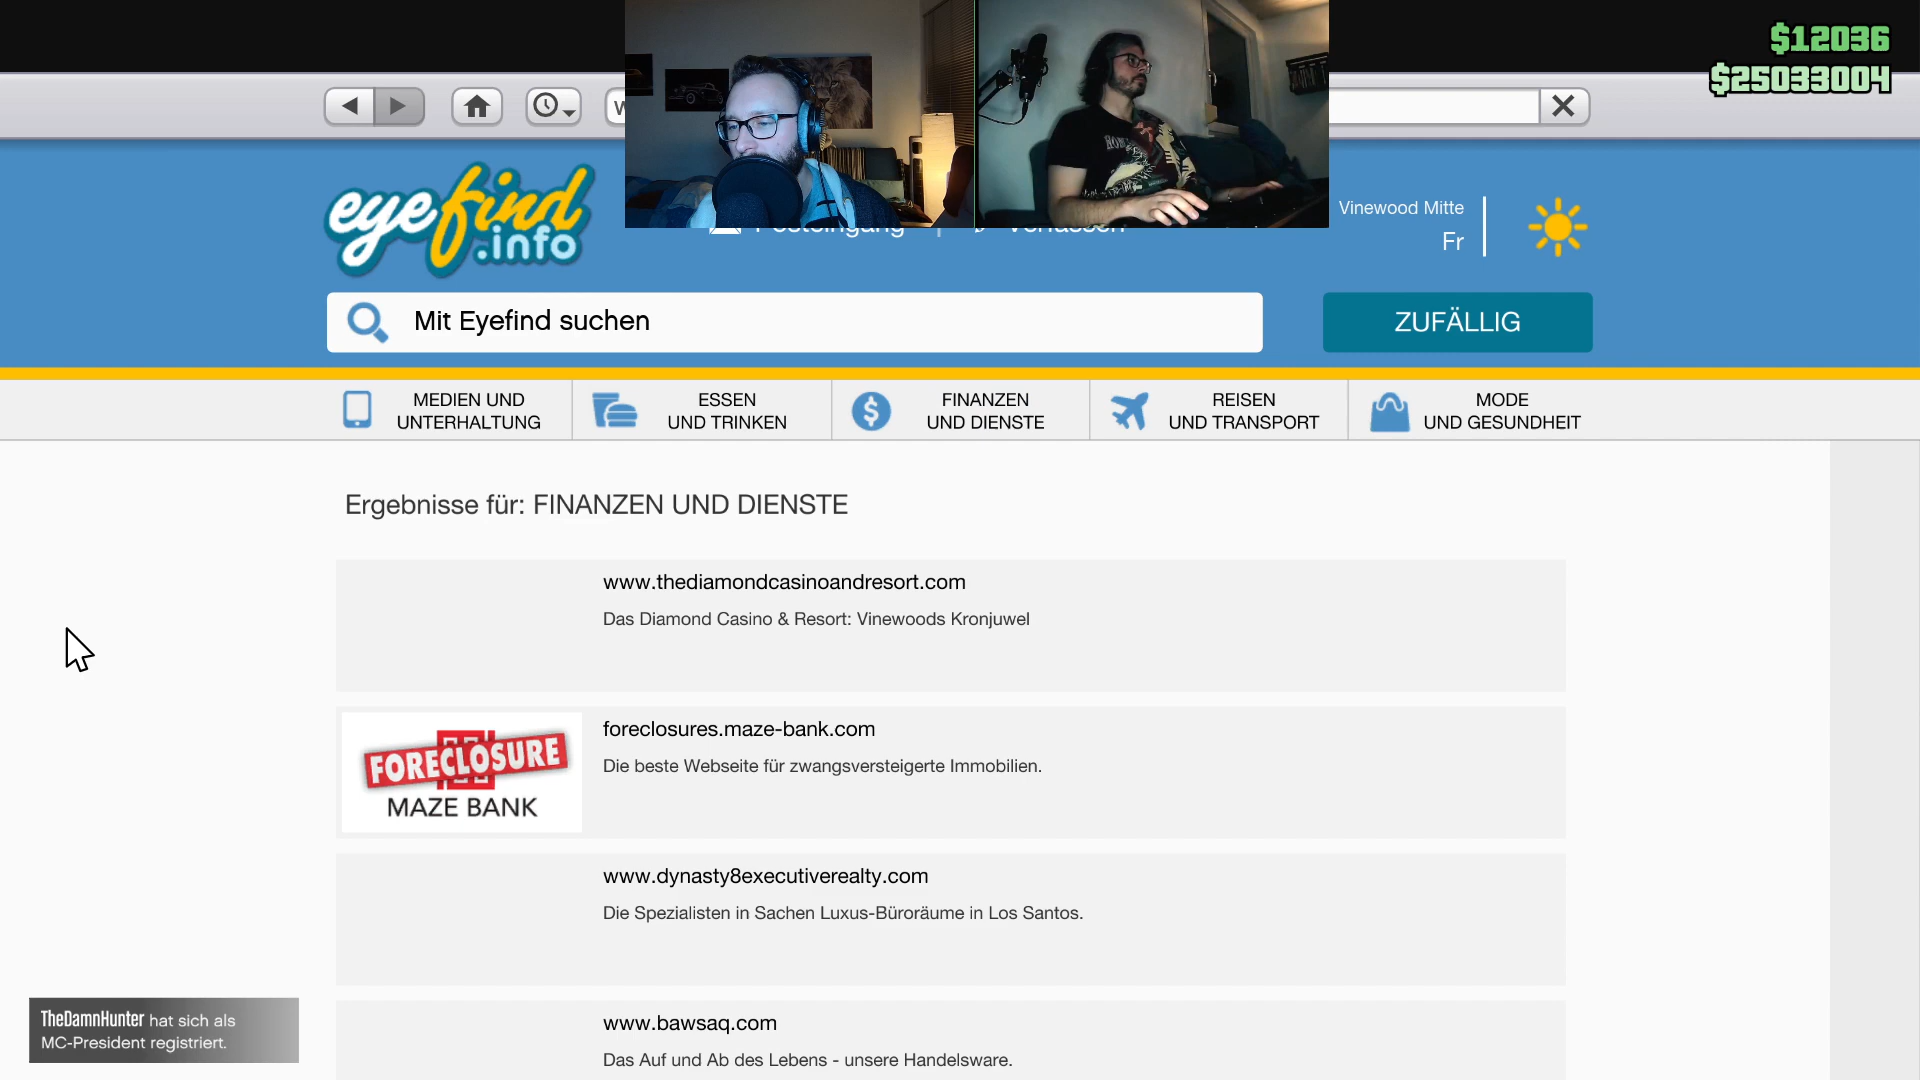 $12036
$25033004
eyefind
.info
Vinewood Mitte
Fr
Mit Eyefind suchen
ZUFÄLLIG
MEDIEN UND
UNTERHALTUNG
ESSEN
UND TRINKEN
FINANZEN
UND DIENSTE
REISEN
UND TRANSPORT
MODE
UND GESUNDHEIT
Ergebnisse für: FINANZEN UND DIENSTE
www.thediamondcasinoandresort.com
Das Diamond Casino & Resort: Vinewoods Kronjuwel
FORECLOSURE
MAZE BANK
foreclosures.maze-bank.com
Die beste Webseite für zwangsversteigerte Immobilien.
www.dynasty8executiverealty.com
Die Spezialisten in Sachen Luxus-Büroräume in Los Santos.
www.bawsaq.com
Das Auf und Ab des Lebens - unsere Handelsware.
TheDamnHunter hat sich als
MC-President registriert.